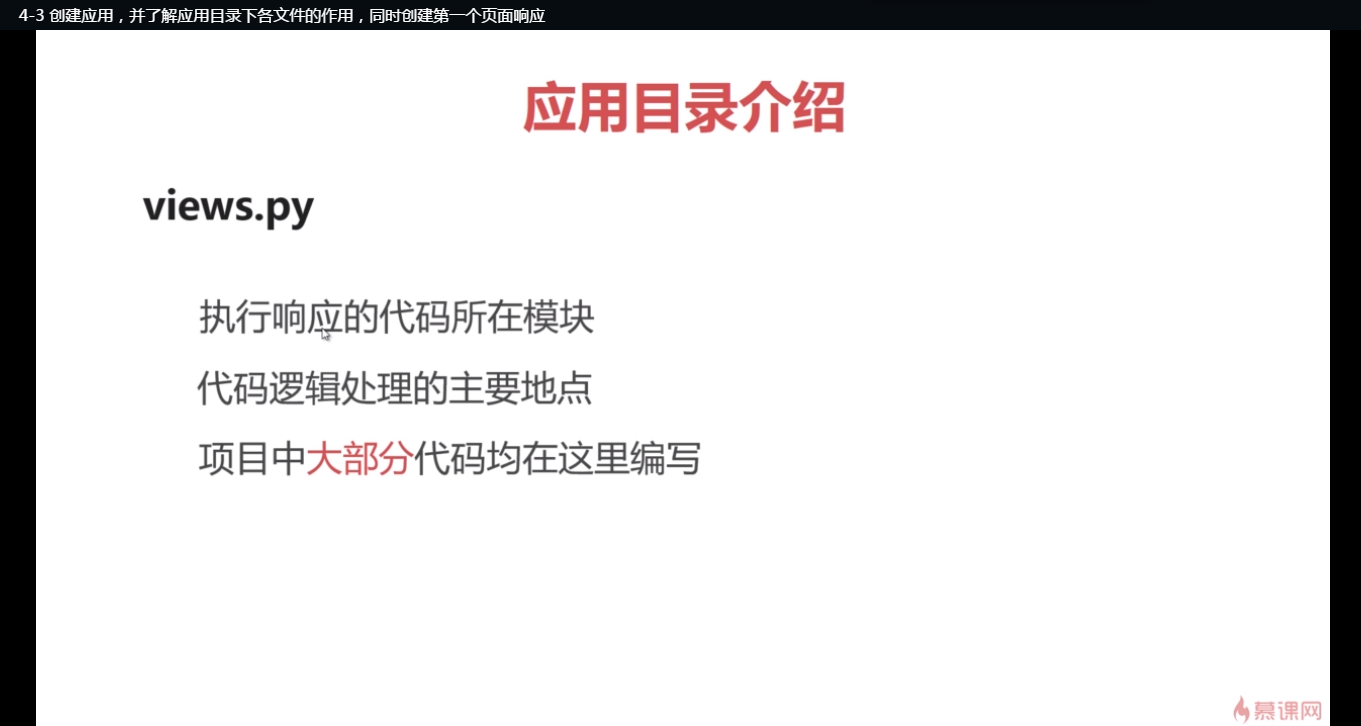 4-3 创建应用，并了解应用目录下各文件的作用，同时创建第一个页面响应
应用目录介绍
views.py
执行响应的代码所在模块
代码逻辑处理的主要地点
项目中大部分代码均在这里编写
慕课网